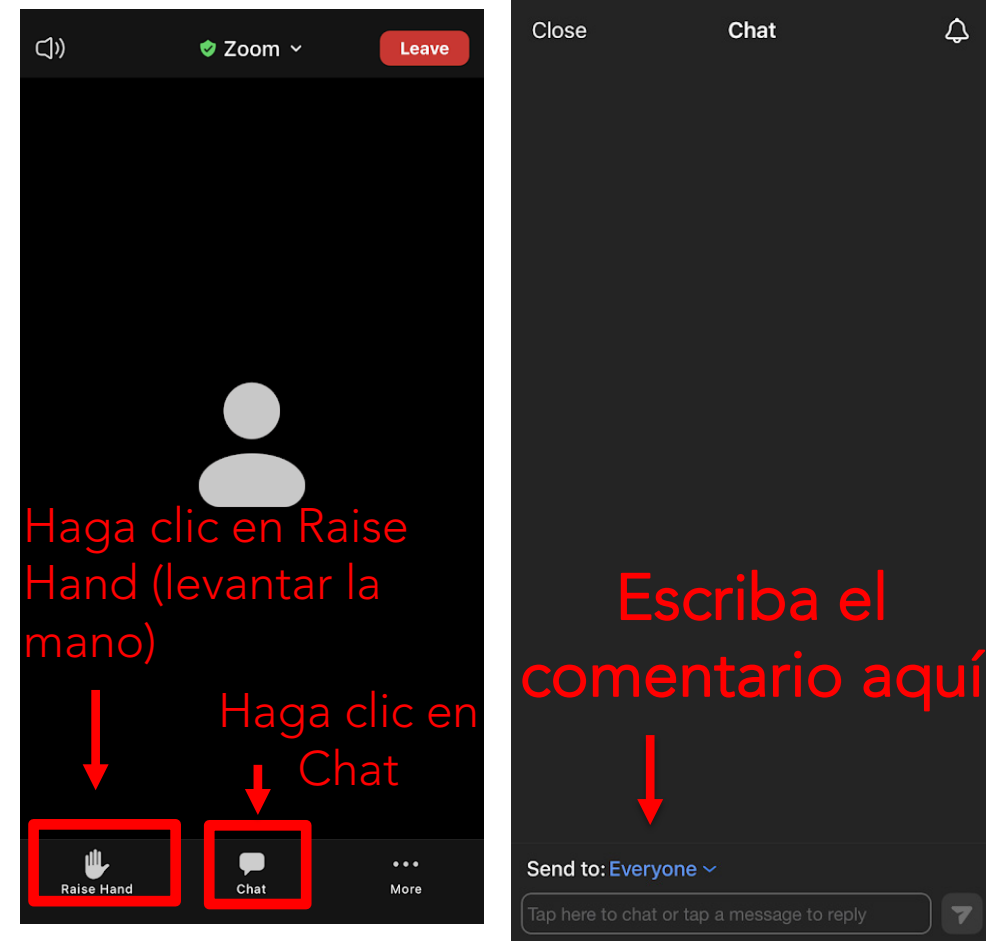 Zoom
Leave
Haga clic en Raise
Hand (levantar la
mano)
Haga clic en
Chat
Raise Hand
Chat
More
Close
Chat
Escriba el
comentario aquí
Send to: Everyone
Tap here to chat or tap a message to reply